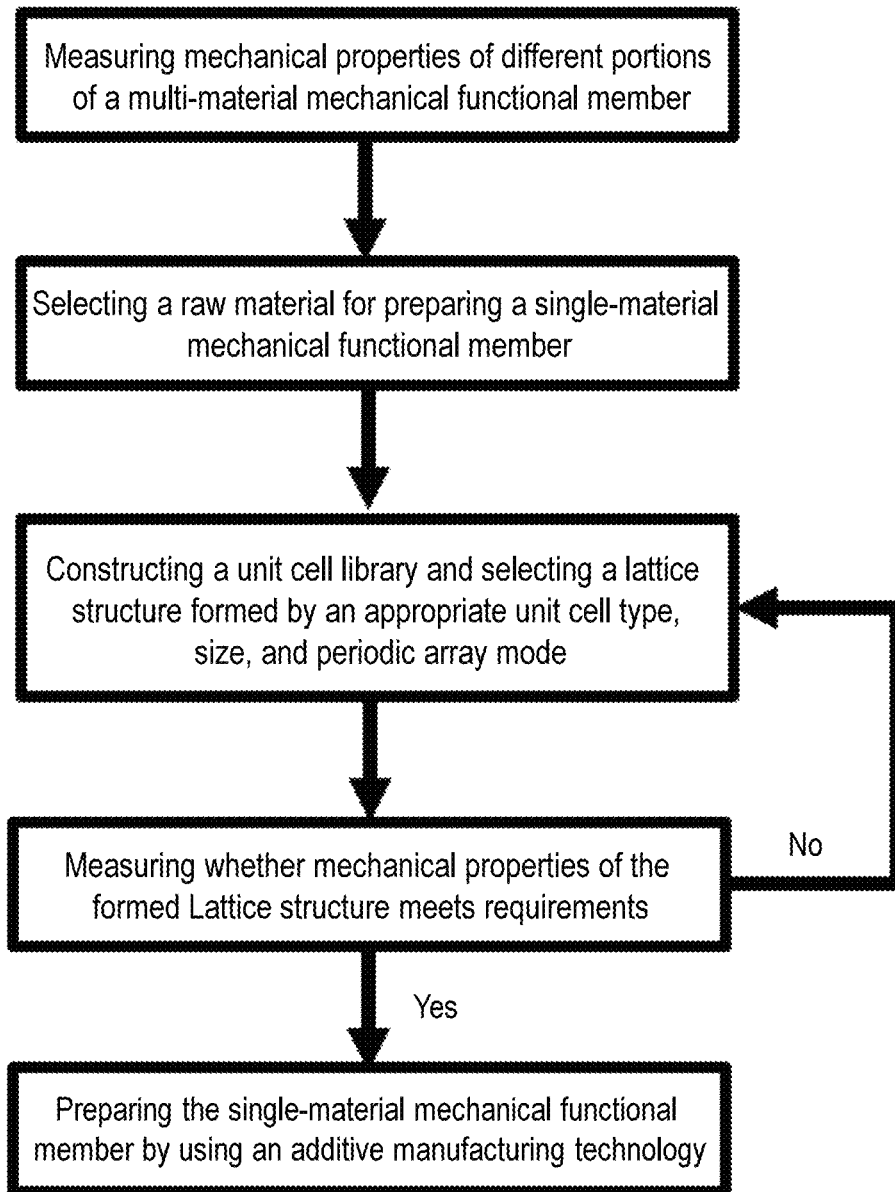 Measuring mechanical properties of different portions
of a multi-material mechanical functional member
Selecting a raw material for preparing a single-material
mechanical functional member
Constructing a unit cell library and selecting a lattice
structure formed by an appropriate unit cell type,
size, and periodic array mode
Measuring whether mechanical properties of the
formed Lattice structure meets requirements
No
Yes
Preparing the single-material mechanical functional
member by using an additive manufacturing technology